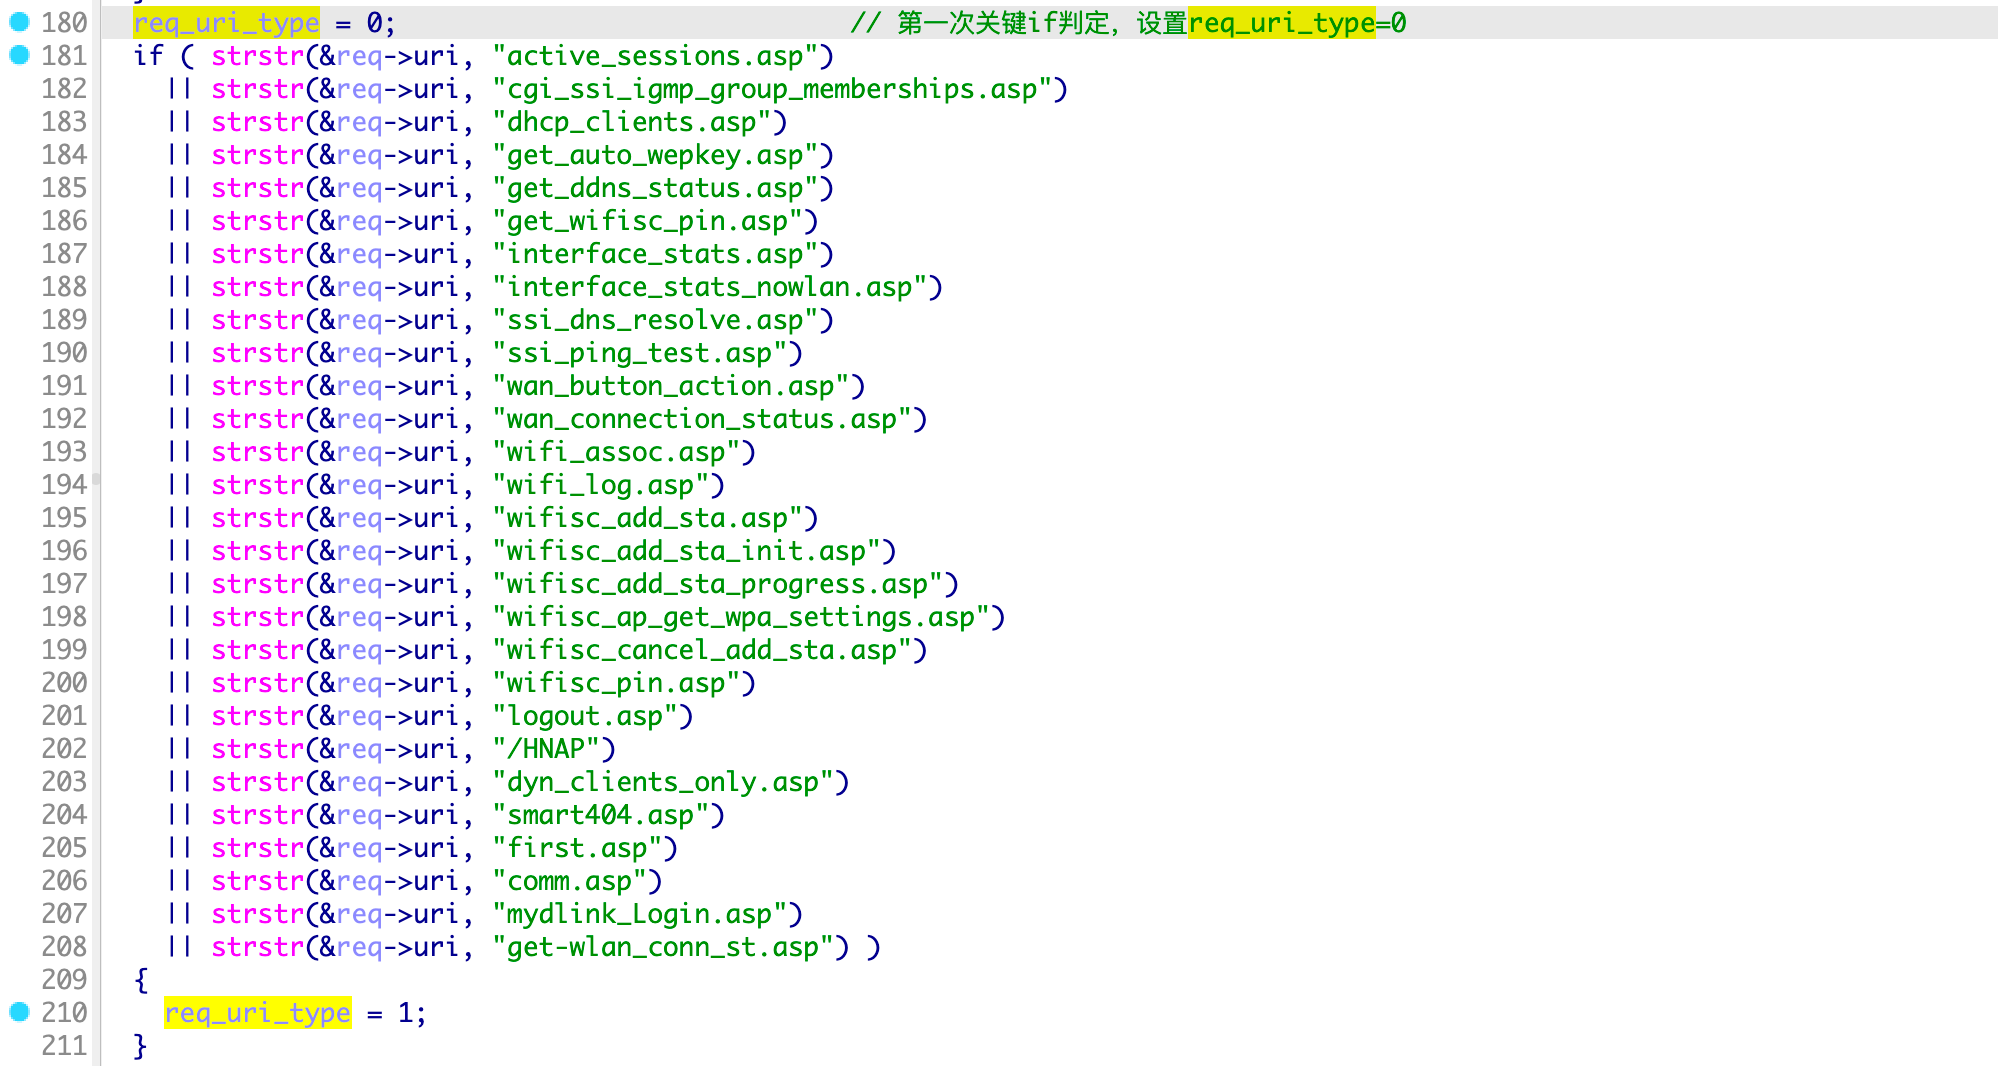 180 req_uri_type = 0; // 第一次关键if判定, 设置req_uri_type=0
181 if ( strstr(&req->uri, "active_sessions.asp")
182 || strstr(&req->uri, "cgi_ssi_igmp_group_memberships.asp")
183 || strstr(&req->uri, "dhcp_clients.asp")
184 || strstr(&req->uri, "get_auto_wepkey.asp")
185 || strstr(&req->uri, "get_ddns_status.asp")
186 || strstr(&req->uri, "get_wifisc_pin.asp")
187 || strstr(&req->uri, "interface_stats.asp")
188 || strstr(&req->uri, "interface_stats_nowlan.asp")
189 || strstr(&req->uri, "ssi_dns_resolve.asp")
190 || strstr(&req->uri, "ssi_ping_test.asp")
191 || strstr(&req->uri, "wan_button_action.asp")
192 || strstr(&req->uri, "wan_connection_status.asp")
193 || strstr(&req->uri, "wifi_assoc.asp")
194 || strstr(&req->uri, "wifi_log.asp")
195 || strstr(&req->uri, "wifisc_add_sta.asp")
196 || strstr(&req->uri, "wifisc_add_sta_init.asp")
197 || strstr(&req->uri, "wifisc_add_sta_progress.asp")
198 || strstr(&req->uri, "wifisc_ap_get_wpa_settings.asp")
199 || strstr(&req->uri, "wifisc_cancel_add_sta.asp")
200 || strstr(&req->uri, "wifisc_pin.asp")
201 || strstr(&req->uri, "logout.asp")
202 || strstr(&req->uri, "/HNAP")
203 || strstr(&req->uri, "dyn_clients_only.asp")
204 || strstr(&req->uri, "smart404.asp")
205 || strstr(&req->uri, "first.asp")
206 || strstr(&req->uri, "comm.asp")
207 || strstr(&req->uri, "mydlink_Login.asp")
208 || strstr(&req->uri, "get-wlan_conn_st.asp") )
209 {
210 req_uri_type = 1;
211 }